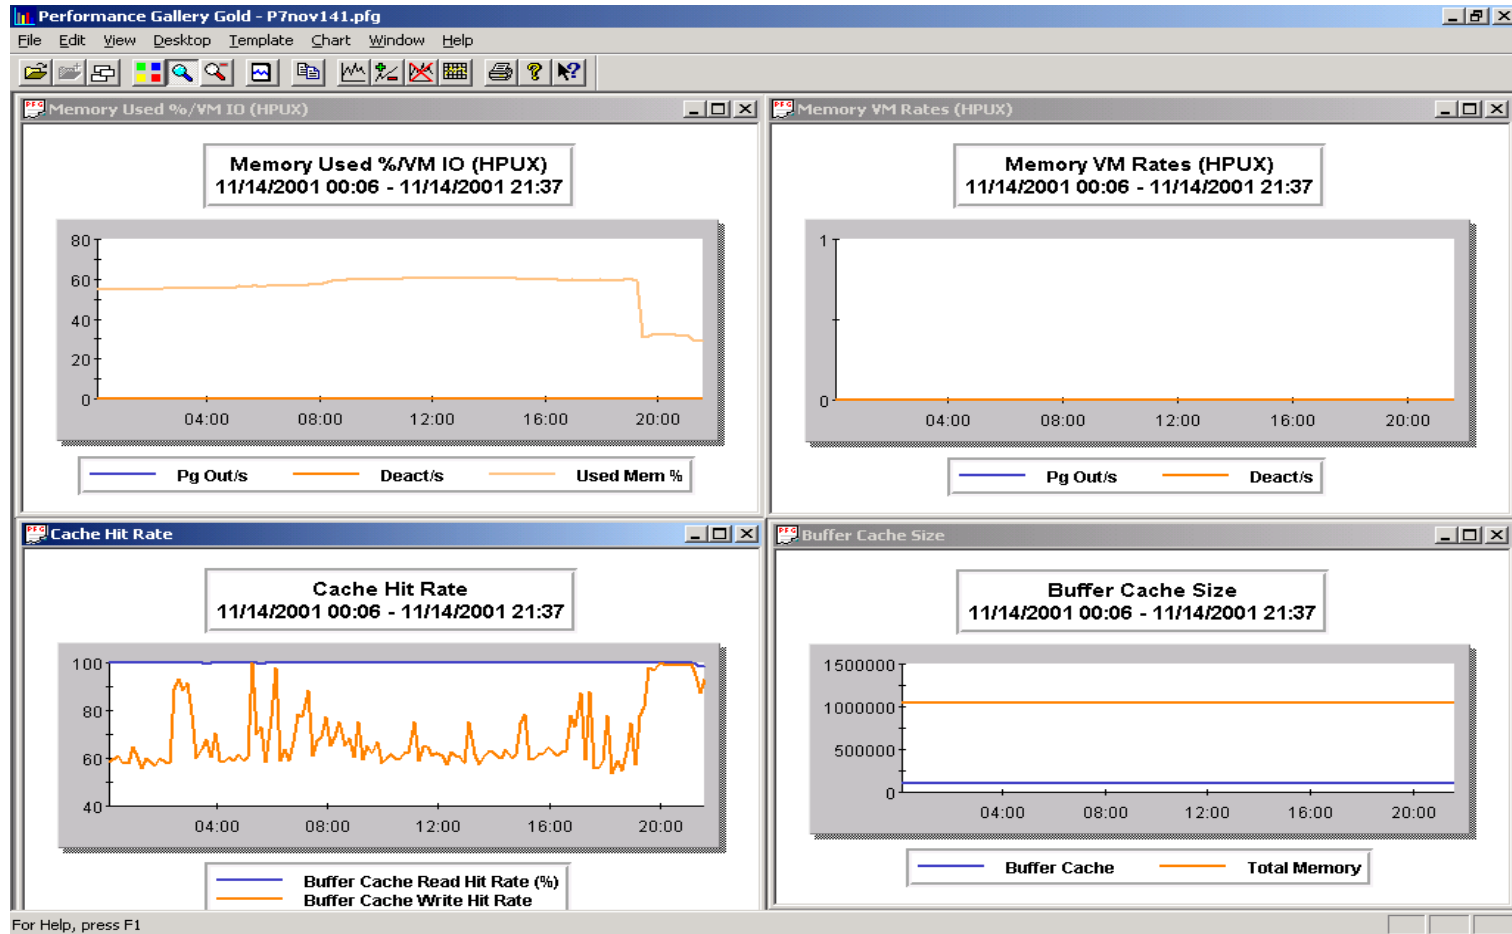 Performance Gallery Gold - P7nov141.pfg
File Edit View Desktop Template Chart Window Help
Memory Used %/VM IO (HPUX)
Memory Used %/VM IO (HPUX)
11/14/2001 00:06 - 11/14/2001 21:37
80
60
40
20
0
04:00 08:00 12:00 16:00 20:00
Pg Out/s Deact/s Used Mem %
Memory VM Rates (HPUX)
Memory VM Rates (HPUX)
11/14/2001 00:06 - 11/14/2001 21:37
1
0
04:00 08:00 12:00 16:00 20:00
Pg Out/s Deact/s
Cache Hit Rate
Cache Hit Rate
11/14/2001 00:06 - 11/14/2001 21:37
100
80
60
40
04:00 08:00 12:00 16:00 20:00
Buffer Cache Read Hit Rate (%)
Buffer Cache Write Hit Rate
Buffer Cache Size
Buffer Cache Size
11/14/2001 00:06 - 11/14/2001 21:37
1500000
1000000
500000
0
04:00 08:00 12:00 16:00 20:00
Buffer Cache Total Memory
For Help, press F1